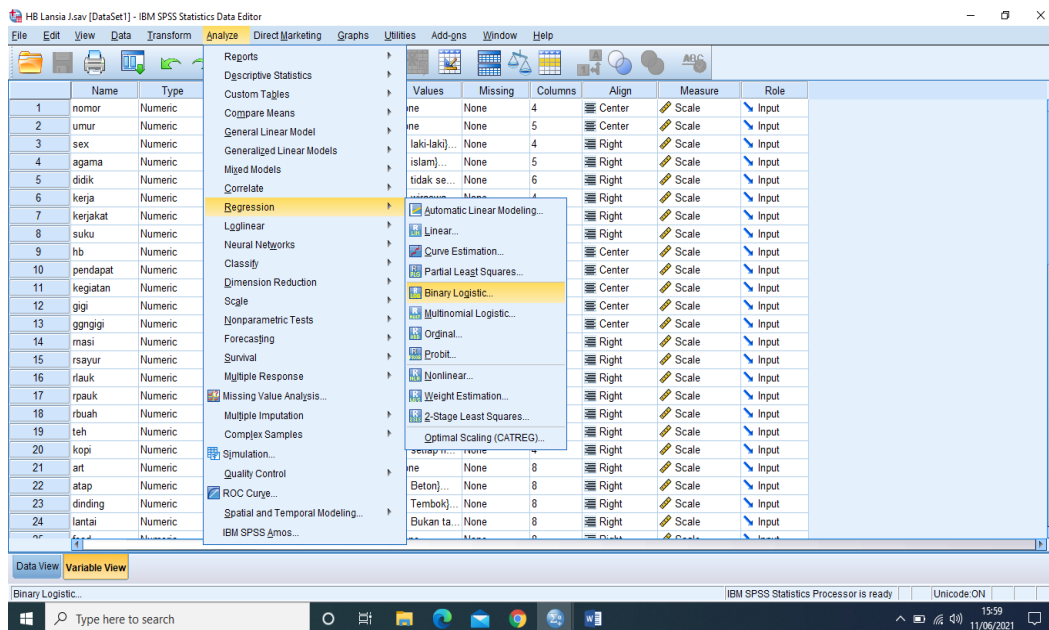 HB Lansia J.sav [DataSet1] - IBM SPSS Statistics Data Editor
File Edit View Data Transform Analyze Direct Marketing Graphs Utilities Add-ons Window Help
Name Type Values Missing Columns Align Measure Role
1 nomor Numeric one None 4 Center Scale Input
2 umur Numeric one None 5 Center Scale Input
3 sex Numeric laki-laki}... None 4 Right Scale Input
4 agama Numeric islam}... None 5 Right Scale Input
5 didik Numeric tidak se... None 6 Right Scale Input
6 kerja Numeric None 4 Right Scale Input
7 kerjakat Numeric Right Scale Input
8 suku Numeric Right Scale Input
9 hb Numeric Center Scale Input
10 pendapat Numeric Center Scale Input
11 kegiatan Numeric Center Scale Input
12 gigi Numeric Center Scale Input
13 ggngigi Numeric Center Scale Input
14 rnasi Numeric Right Scale Input
15 rsayur Numeric Right Scale Input
16 rlauk Numeric Right Scale Input
17 rpauk Numeric Right Scale Input
18 rbuah Numeric Right Scale Input
19 teh Numeric Right Scale Input
20 kopi Numeric None 4 Right Scale Input
21 art Numeric one None 8 Right Scale Input
22 atap Numeric Beton}... None 8 Right Scale Input
23 dinding Numeric Tembok}... None 8 Right Scale Input
24 lantai Numeric Bukan ta... None 8 Right Scale Input
Reports
Descriptive Statistics
Custom Tables
Compare Means
General Linear Model
Generalized Linear Models
Mixed Models
Correlate
Regression
Loglinear
Neural Networks
Classify
Dimension Reduction
Scale
Nonparametric Tests
Forecasting
Survival
Multiple Response
Missing Value Analysis...
Multiple Imputation
Complex Samples
Simulation...
Quality Control
ROC Curve...
Spatial and Temporal Modeling...
IBM SPSS Amos...
Automatic Linear Modeling...
Linear...
Curve Estimation...
Partial Least Squares...
Binary Logistic...
Multinomial Logistic...
Ordinal...
Probit...
Nonlinear...
Weight Estimation...
2-Stage Least Squares...
Optimal Scaling (CATREG)...
Data View Variable View
Binary Logistic... IBM SPSS Statistics Processor is ready Unicode:ON
Type here to search
15:59
11/06/2021